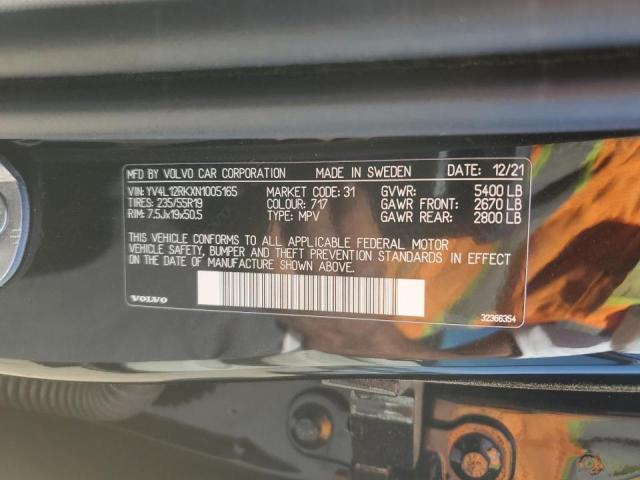 MFD BY VOLVO CAR CORPORATION MADE IN SWEDEN DATE: 12/21
VIN: YV4L12RKXN1005165 MARKET CODE: 31 GVWR: 5400 LB
TIRES: 235/55R19 COLOUR: 717 GAWR FRONT: 2670 LB
RIM: 7.5Jx19x50.5 TYPE: MPV GAWR REAR: 2800 LB
THIS VEHICLE CONFORMS TO ALL APPLICABLE FEDERAL MOTOR
VEHICLE SAFETY, BUMPER AND THEFT PREVENTION STANDARDS IN EFFECT
ON THE DATE OF MANUFACTURE SHOWN ABOVE.
VOLVO 32366354